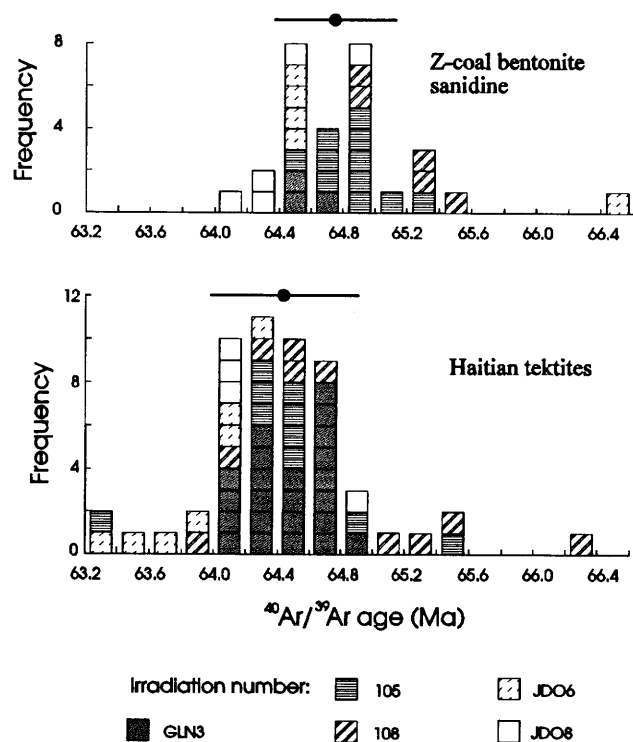 8
4
0
Frequency
Z-coal bentonite
sanidine
63.2 63.6 64.0 64.4 64.8 65.2 65.6 66.0 66.4
12
8
4
0
Frequency
Haitian tektites
63.2 63.6 64.0 64.4 64.8 65.2 65.6 66.0 66.4
⁴⁰Ar/³⁹Ar age (Ma)
Irradiation number: 105 JDO6
GLN3 108 JDO8